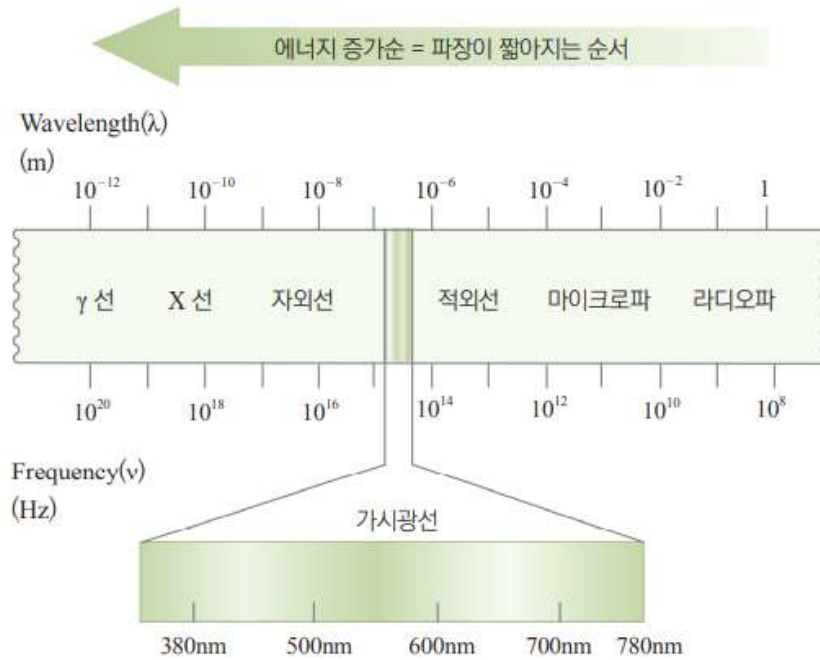 에너지 증가순 = 파장이 짧아지는 순서
Wavelength(λ)
(m)
10⁻¹² 10⁻¹⁰ 10⁻⁸ 10⁻⁶ 10⁻⁴ 10⁻² 1
γ 선 X 선 자외선 적외선 마이크로파 라디오파
10²⁰ 10¹⁸ 10¹⁶ 10¹⁴ 10¹² 10¹⁰ 10⁸
Frequency(ν)
(Hz)
가시광선
380nm 500nm 600nm 700nm 780nm